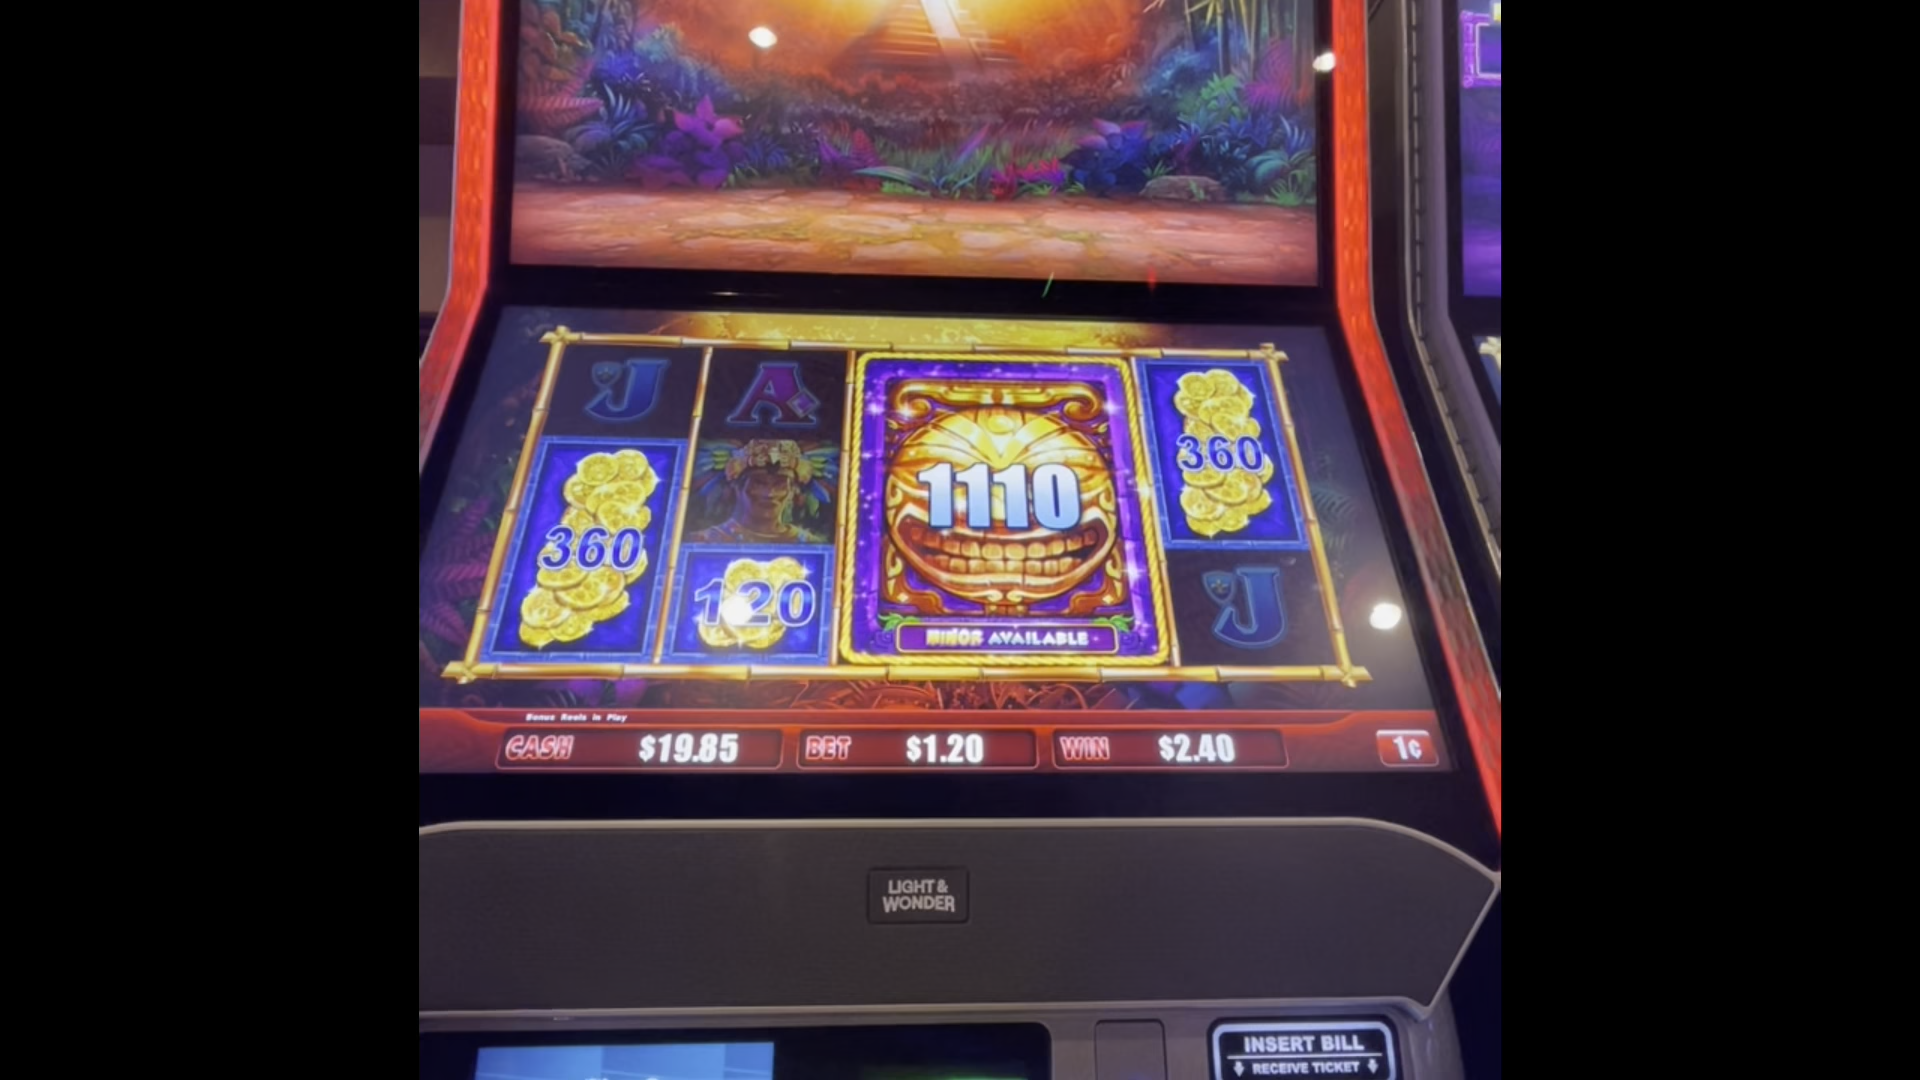 J
A
360
120
1110
MINOR AVAILABLE
360
J
Bonus Reels in Play
CASH $19.85 BET $1.20 WIN $2.40 1¢
LIGHT &
WONDER
INSERT BILL
RECEIVE TICKET